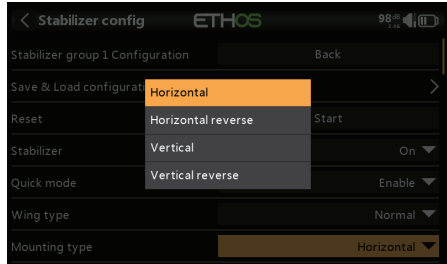 Stabilizer config
ETHOS
98
Stabilizer group 1 Configuration
Back
Save & Load configurati
Reset
Start
Stabilizer
On
Quick mode
Enable
Wing type
Normal
Mounting type
Horizontal
Horizontal
Horizontal reverse
Vertical
Vertical reverse